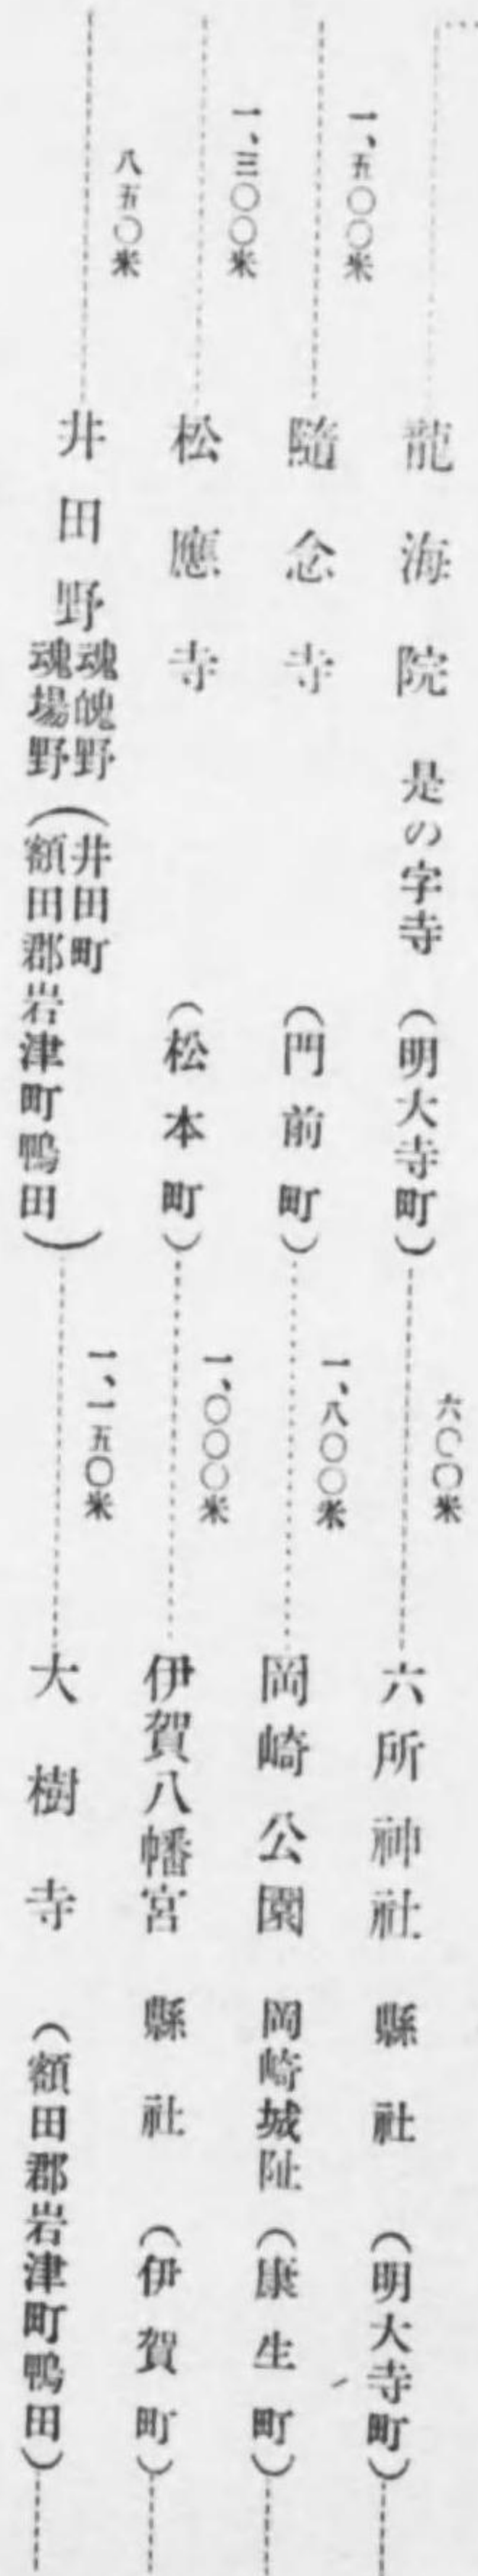 龍海院　是の字寺　（明大寺町）……六〇〇米……六所神社　縣社　（明大寺町）……
……一、五〇〇米……隨念寺　（門前町）……一、八〇〇米……岡崎公園　岡崎城址　（康生町）……
……一、三〇〇米……松應寺　（松本町）……一、〇〇〇米……伊賀八幡宮　縣社　（伊賀町）……
……八五〇米……井田野　魂魄野　魂場野　（井田町　額田郡岩津町鴨田）……一、一五〇米……大樹寺　（額田郡岩津町鴨田）……